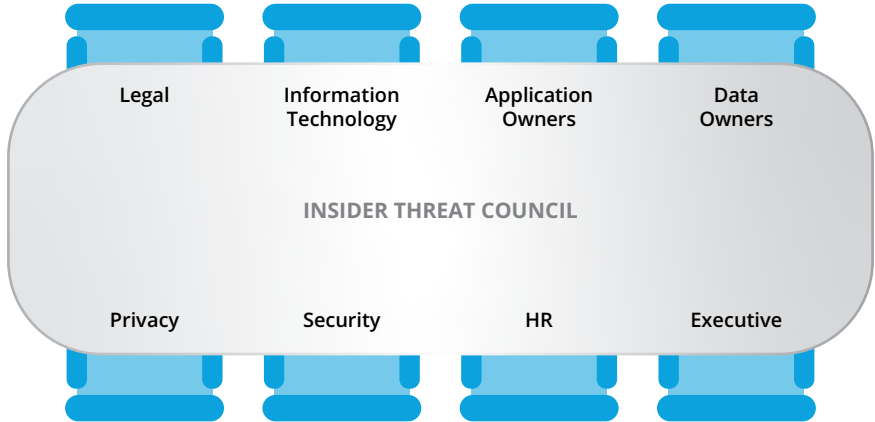 Legal
Information
Technology
Application
Owners
Data
Owners
INSIDER THREAT COUNCIL
Privacy
Security
HR
Executive